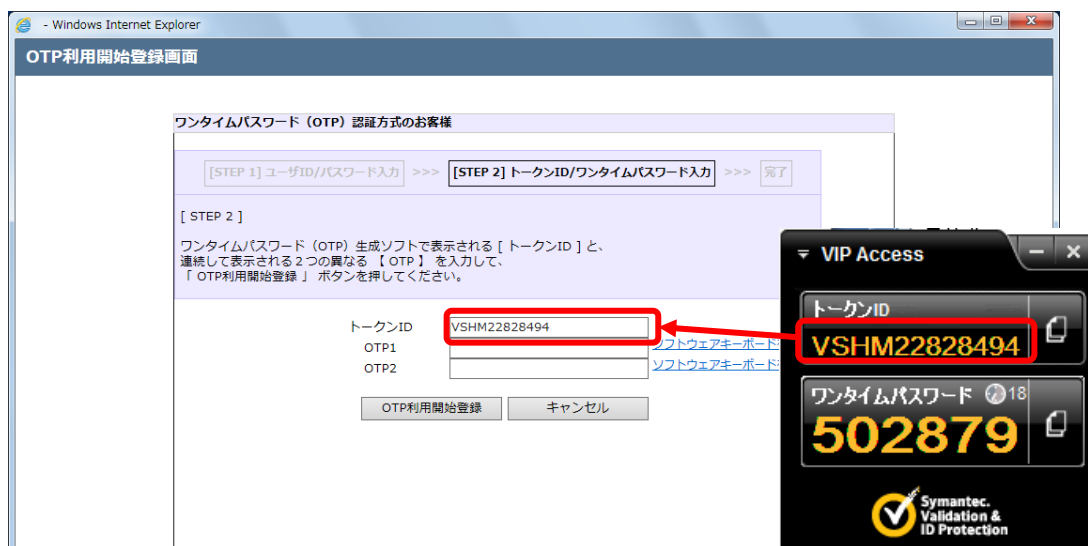 - Windows Internet Explorer
OTP利用開始登録画面
ワンタイムパスワード（OTP）認証方式のお客様
[STEP 1] ユーザID/パスワード入力 >>> [STEP 2] トークンID/ワンタイムパスワード入力 >>> 完了
[ STEP 2 ]
ワンタイムパスワード（OTP）生成ソフトで表示される [ トークンID ] と、
連続して表示される２つの異なる 【 OTP 】 を入力して、
「 OTP利用開始登録 」 ボタンを押してください。
トークンID VSHM22828494
OTP1 ソフトウェアキーボード
OTP2 ソフトウェアキーボード
OTP利用開始登録 キャンセル
VIP Access
トークンID
VSHM22828494
ワンタイムパスワード 18
502879
Symantec.
Validation &
ID Protection